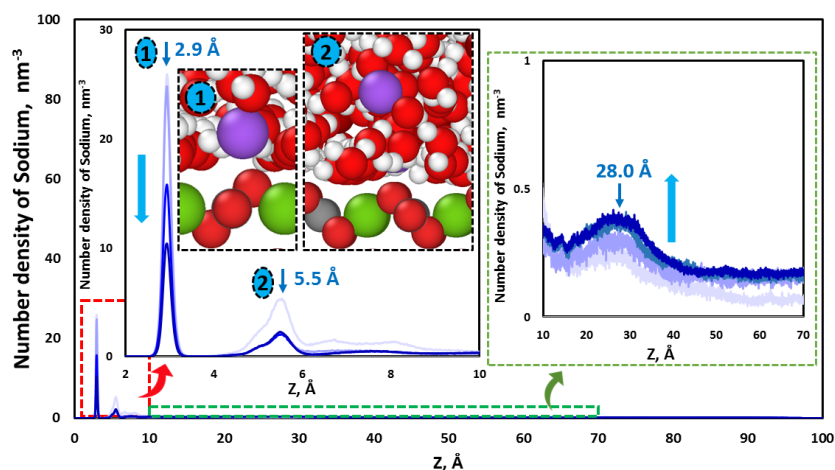 Number density of Sodium, nm-3
100
80
60
40
20
0
0 10 20 30 40 50 60 70 80 90 100
Z, Å
Number density of Sodium, nm-3
30
20
10
0
2 4 6 8 10
Z, Å
1
2.9 Å
2
5.5 Å
1
2
Number density of Sodium, nm-3
1
0.5
0
10 20 30 40 50 60 70
Z, Å
28.0 Å